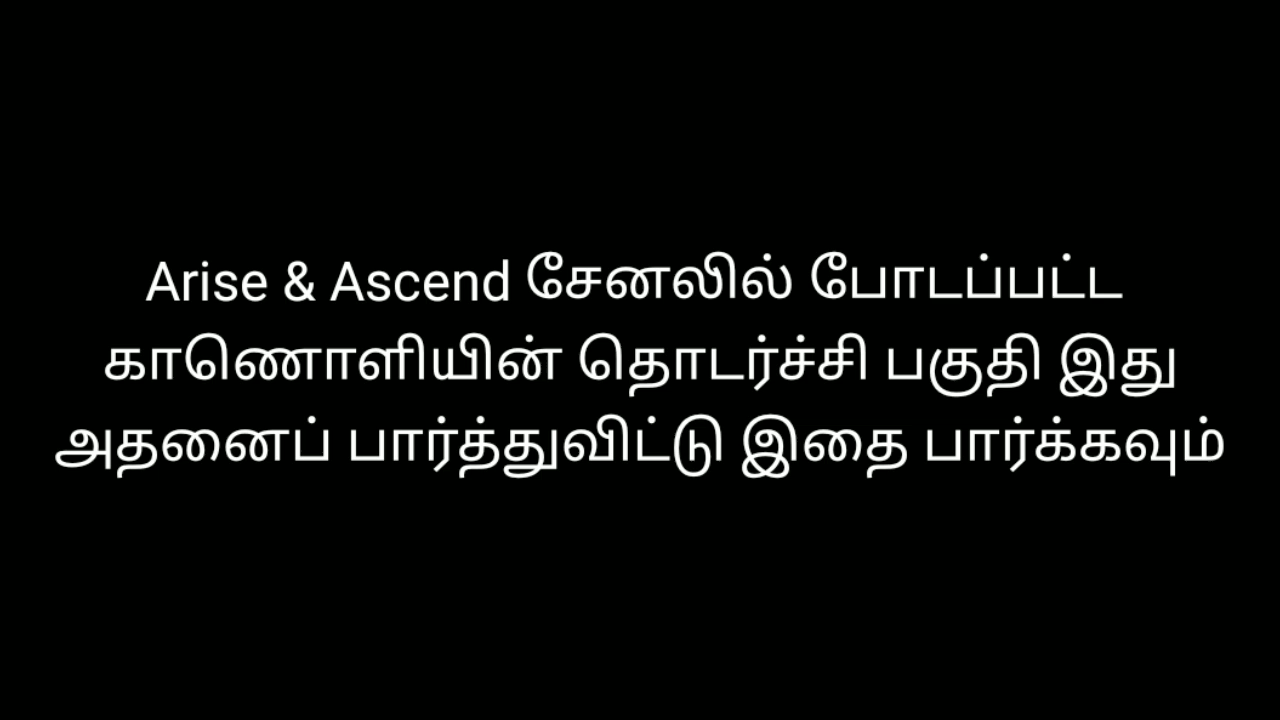 Arise & Ascend சேனலில் போடப்பட்ட
காணொளியின் தொடர்ச்சி பகுதி இது
அதனைப் பார்த்துவிட்டு இதை பார்க்கவும்